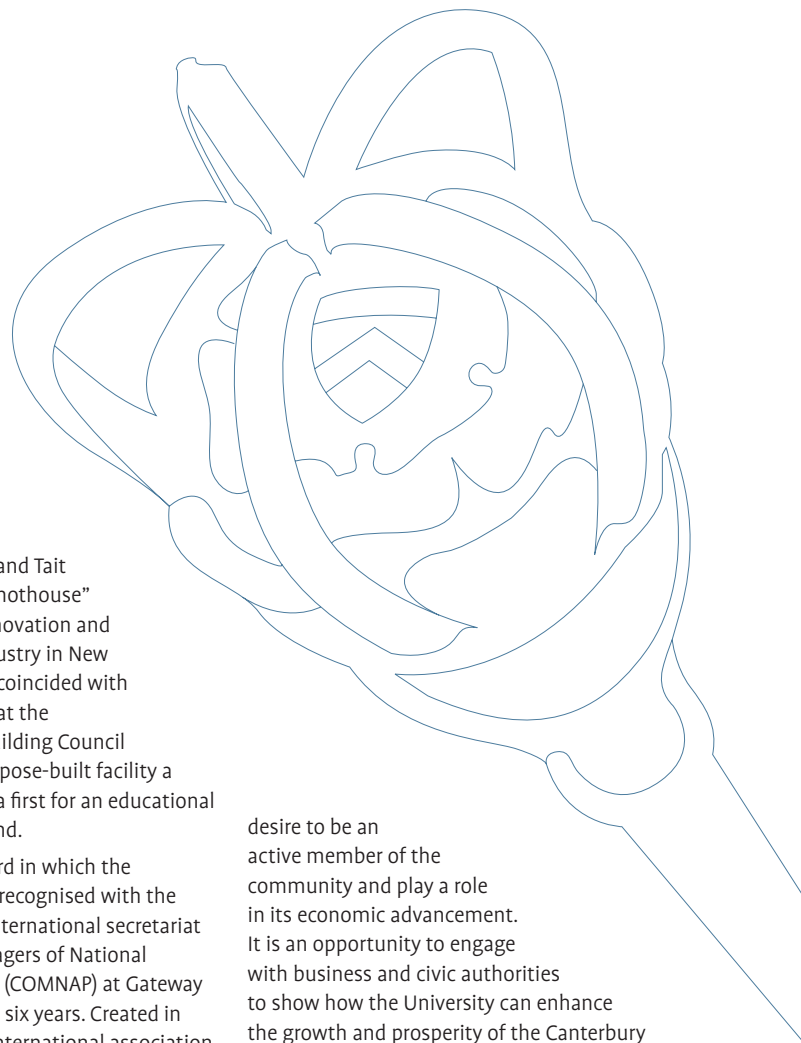 and Tait
hothouse”
novation and
ustry in New
coincided with
at the
ilding Council
pose-built facility a
a first for an educational
nd.
rd in which the
recognised with the
ternational secretariat
agers of National
(COMNAP) at Gateway
six years. Created in
nternational association
desire to be an
active member of the
community and play a role
in its economic advancement.
It is an opportunity to engage
with business and civic authorities
to show how the University can enhance
the growth and prosperity of the Canterbury